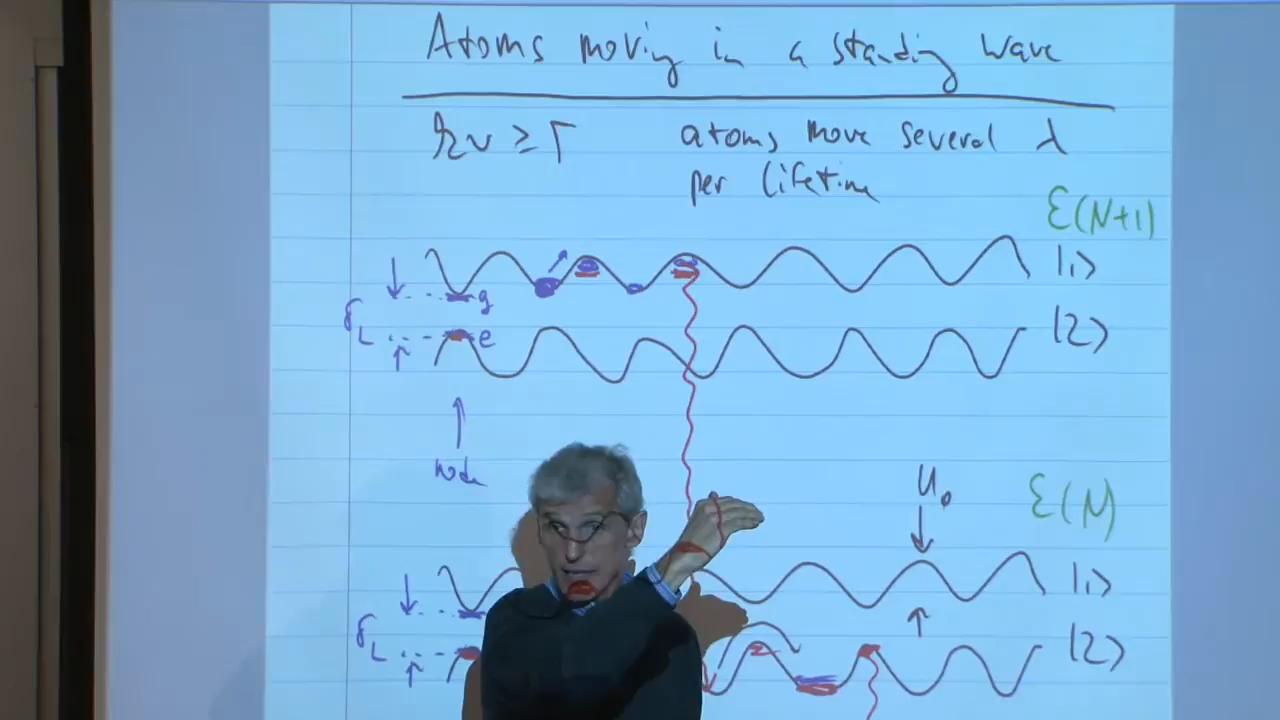 Atoms moving in a standing wave
kv ≥ Γ atoms move several λ
per lifetime
ε(N+1)
|1⟩
g
δL
e
|2⟩
node
U₀
ε(N)
|1⟩
δL
|2⟩